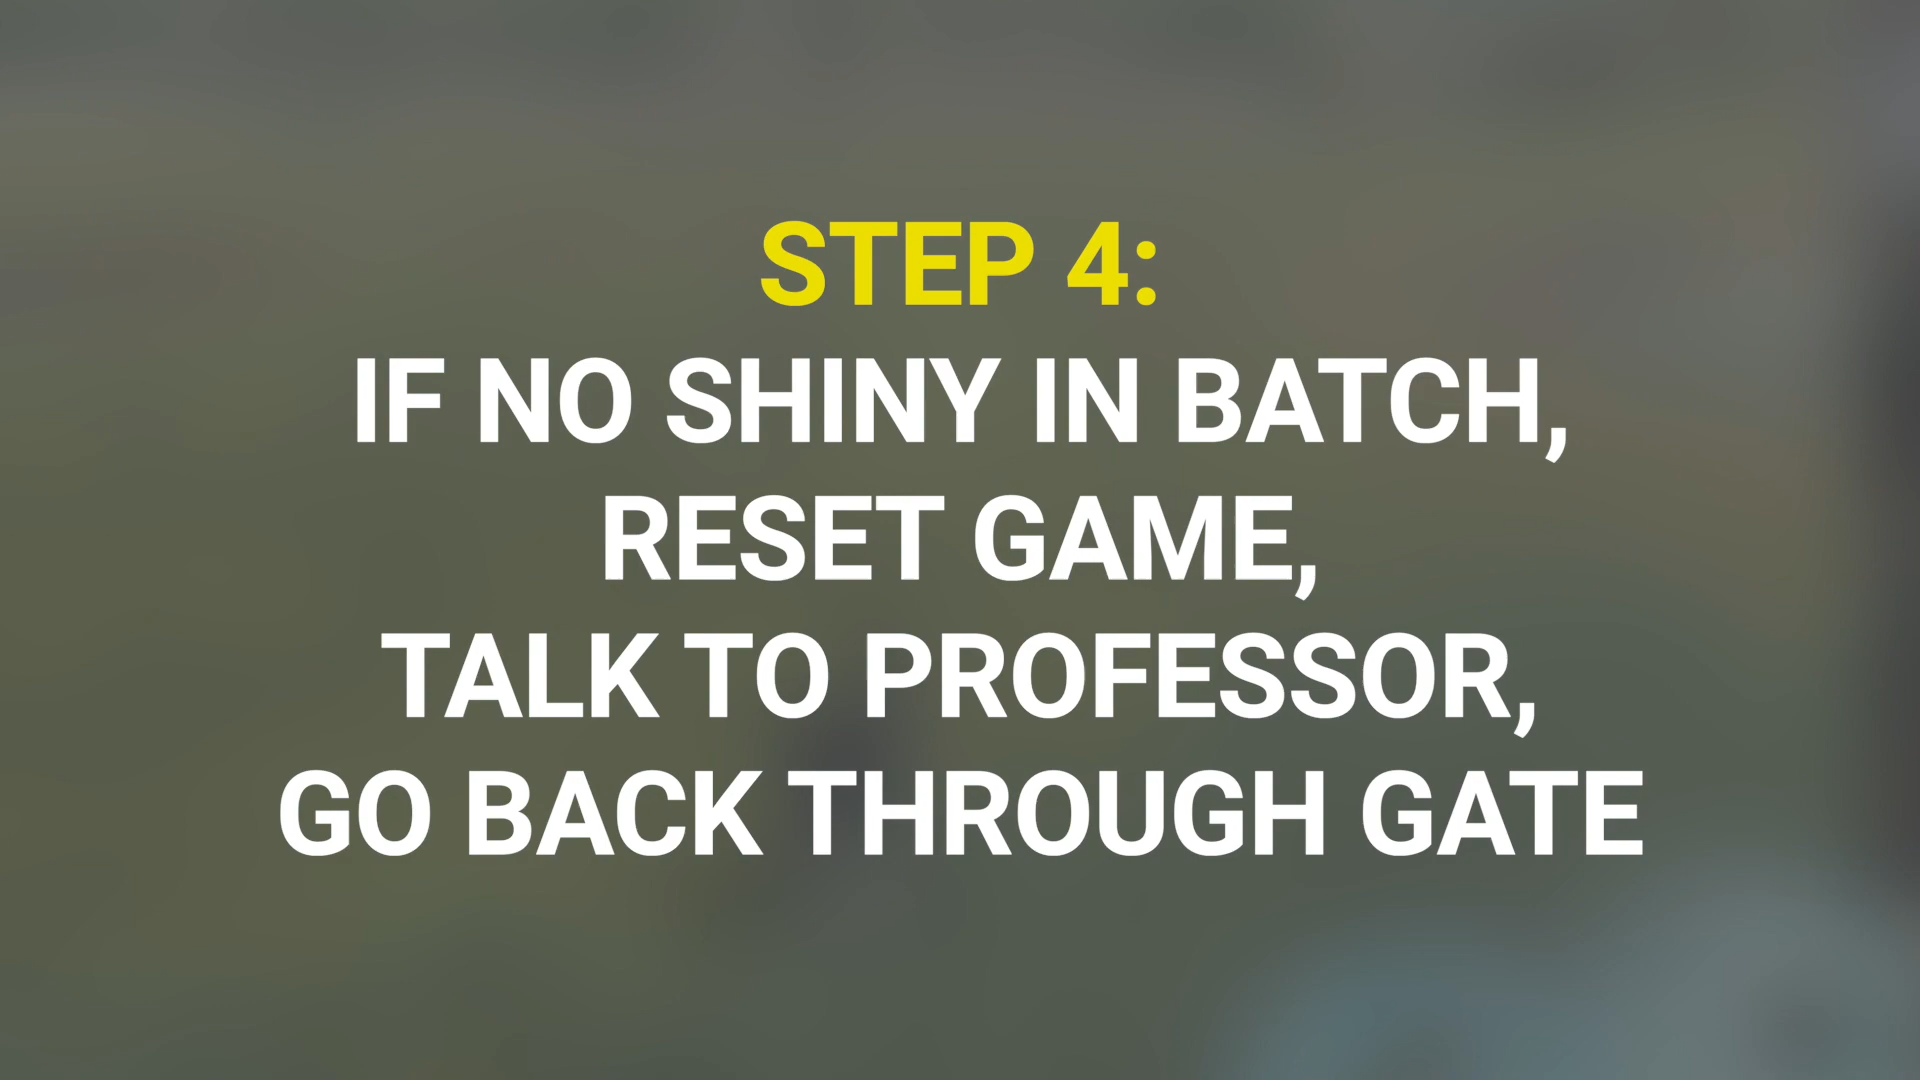 STEP 4:
IF NO SHINY IN BATCH,
RESET GAME,
TALK TO PROFESSOR,
GO BACK THROUGH GATE